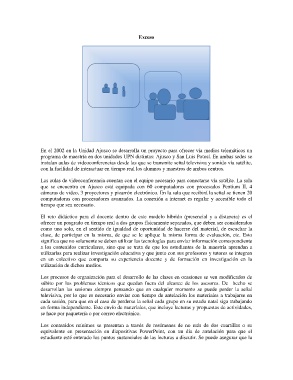 Exceso
En el 2002 en la Unidad Ajusco se desarrolla un proyecto para ofrecer vía medios telemáticos un
programa de maestría en dos unidades UPN distintas: Ajusco y San Luis Potosí. En ambas sedes se
instalan aulas de videoconferencias desde las que se transmite señal televisiva y sonido vía satélite,
con la finalidad de interactuar en tiempo real los alumnos y maestros de ambos centros.
Las aulas de videoconferencia cuentan con el equipo necesario para conectarse vía satélite. La sala
que se encuentra en Ajusco está equipada con 60 computadoras con procesador Pentium II, 4
cámaras de video, 3 proyectores y pizarrón electrónico. En la sala que recibirá la señal se tienen 20
computadoras con procesadores avanzados. La conexión a internet es regular y accesible todo el
tiempo que sea necesario.
El reto didáctico para el docente dentro de este modelo híbrido (presencial y a distancia) es el
ofrecer un posgrado en tiempo real a dos grupos físicamente separados, que deben ser considerados
como uno solo, en el sentido de igualdad de oportunidad de hacerse del material, de escuchar la
clase, de participar en la misma, de que se le aplique la misma forma de evaluación, etc. Esto
significa que no solamente se deben utilizar las tecnologías para enviar información correspondiente
a los contenidos curriculares, sino que se trata de que los estudiantes de la maestría aprendan a
utilizarlas para realizar investigación educativa y que junto con sus profesores y tutores se integren
en un colectivo que comparta su experiencia docente y de formación en investigación en la
utilización de dichos medios.
Los procesos de organización para el desarrollo de las clases en ocasiones se ven modificados de
súbito por los problemas técnicos que quedan fuera del alcance de los asesores. De hecho se
desarrollan las sesiones siempre pensando que en cualquier momento se puede perder la señal
televisiva, por lo que es necesario enviar con tiempo de antelación los materiales a trabajarse en
cada sesión, para que en el caso de perderse la señal cada grupo en su estado natal siga trabajando
en forma independiente. Este envío de materiales, que incluye lecturas y propuestas de actividades,
se hace por paquetería o por correo electrónico.
Los contenidos mínimos se presentan a través de resúmenes de no más de dos cuartillas o su
equivalente en presentación en diapositivas PowerPoint, con un día de antelación para que el
estudiante esté enterado los puntos sustanciales de las lecturas a discutir. Se puede asegurar que la